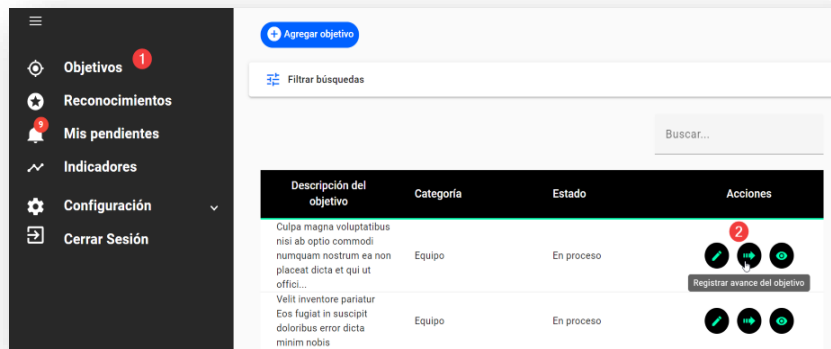 Objetivos 1
Reconocimientos
9
Mis pendientes
Indicadores
Configuración
Cerrar Sesión
Agregar objetivo
Filtrar búsquedas
Buscar...
Descripción del
objetivo
Categoría
Estado
Acciones
Culpa magna voluptatibus
nisi ab optio commodi
numquam nostrum ea non
placeat dicta et qui ut
offici...
Equipo
En proceso
2
Registrar avance del objetivo
Velit inventore pariatur
Eos fugiat in suscipit
doloribus error dicta
minim nobis
Equipo
En proceso